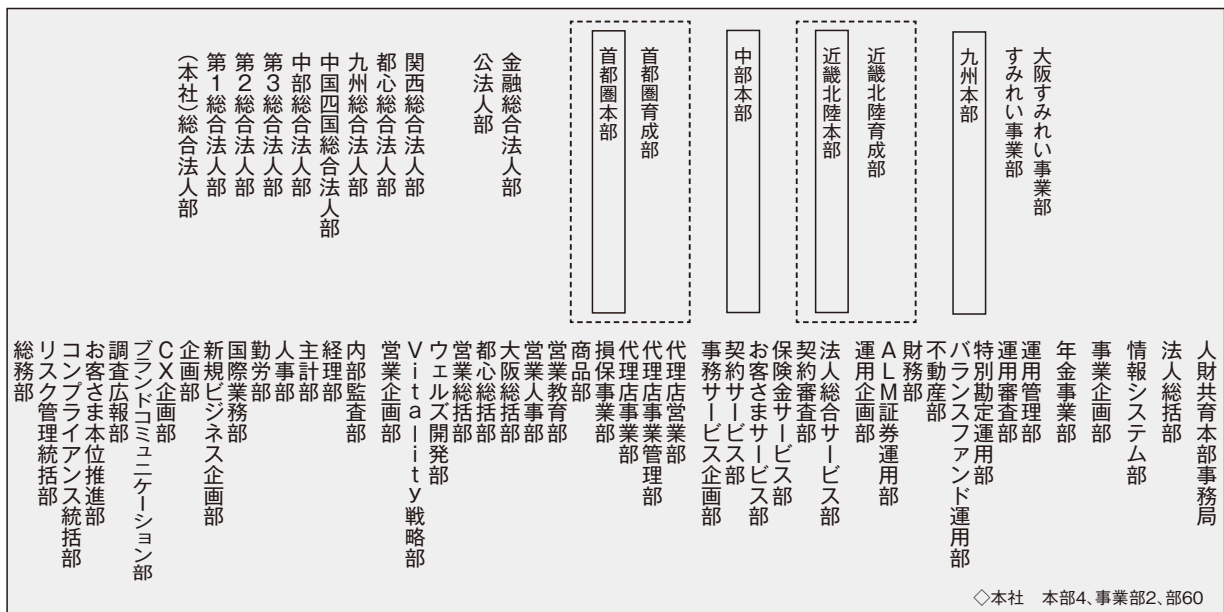 (本社)総合法人部
第1総合法人部
第2総合法人部
第3総合法人部
中部総合法人部
中国四国総合法人部
九州総合法人部
都心総合法人部
関西総合法人部
公法人部
金融総合法人部
首都圏本部
首都圏育成部
中部本部
近畿北陸本部
近畿北陸育成部
九州本部
すみれい事業部
大阪すみれい事業部
総務部
リスク管理統括部
コンプライアンス統括部
お客さま本位推進部
調査広報部
ブランドコミュニケーション部
CX企画部
企画部
新規ビジネス企画部
国際業務部
勤労部
人事部
主計部
経理部
内部監査部
営業企画部
Vitality戦略部
ウェルズ開発部
営業総括部
都心総括部
大阪総括部
営業人事部
営業教育部
商品部
損保事業部
代理店事業部
代理店事業管理部
代理店営業部
事務サービス企画部
契約サービス部
お客さまサービス部
保険金サービス部
契約審査部
法人総合サービス部
運用企画部
ALM証券運用部
財務部
不動産部
バランスファンド運用部
特別勘定運用部
運用審査部
運用管理部
年金事業部
事業企画部
情報システム部
法人総括部
人財共育本部事務局
◇本社 本部4、事業部2、部60